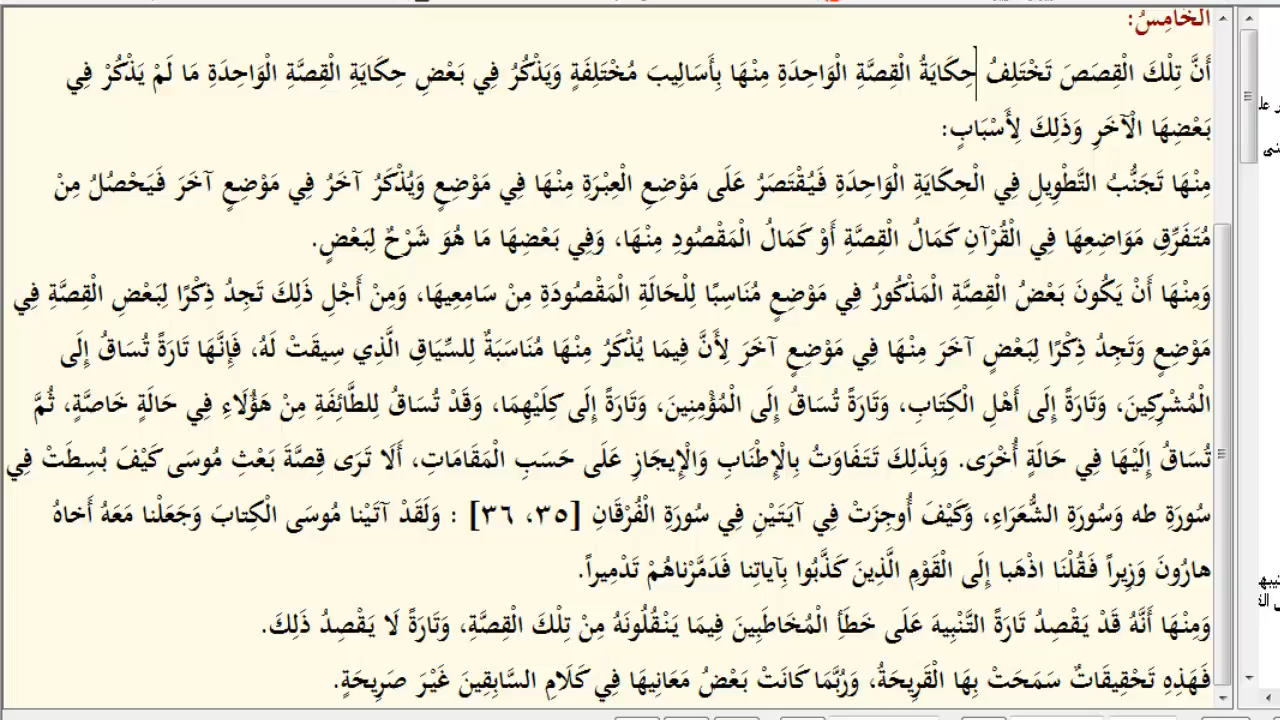 الْخَامِسُ:
أَنَّ تِلْكَ الْقِصَصَ تَخْتَلِفُ حِكَايَةُ الْقِصَّةِ الْوَاحِدَةِ مِنْهَا بِأَسَالِيبَ مُخْتَلِفَةٍ وَيَذْكُرُ فِي بَعْضِ حِكَايَةِ الْقِصَّةِ الْوَاحِدَةِ مَا لَمْ يَذْكُرْ فِي
بَعْضِهَا الْآخَرِ وَذَلِكَ لِأَسْبَابٍ:
مِنْهَا تَجَنُّبُ التَّطْوِيلِ فِي الْحِكَايَةِ الْوَاحِدَةِ فَيُقْتَصَرُ عَلَى مَوْضِعِ الْعِبْرَةِ مِنْهَا فِي مَوْضِعٍ وَيُذْكَرُ آخَرُ فِي مَوْضِعٍ آخَرَ فَيَحْصُلُ مِنْ
مُتَفَرِّقِ مَوَاضِعِهَا فِي الْقُرْآنِ كَمَالُ الْقِصَّةِ أَوْ كَمَالُ الْمَقْصُودِ مِنْهَا، وَفِي بَعْضِهَا مَا هُوَ شَرْحٌ لِبَعْضٍ.
وَمِنْهَا أَنْ يَكُونَ بَعْضُ الْقِصَّةِ الْمَذْكُورُ فِي مَوْضِعٍ مُنَاسِبًا لِلْحَالَةِ الْمَقْصُودَةِ مِنْ سَامِعِيهَا، وَمِنْ أَجْلِ ذَلِكَ تَجِدُ ذِكْرًا لِبَعْضِ الْقِصَّةِ فِي
مَوْضِعٍ وَتَجِدُ ذِكْرًا لِبَعْضٍ آخَرَ مِنْهَا فِي مَوْضِعٍ آخَرَ لِأَنَّ فِيمَا يُذْكَرُ مِنْهَا مُنَاسَبَةٌ لِلسِّيَاقِ الَّذِي سِيقَتْ لَهُ، فَإِنَّهَا تَارَةً تُسَاقُ إِلَى
الْمُشْرِكِينَ، وَتَارَةً إِلَى أَهْلِ الْكِتَابِ، وَتَارَةً تُسَاقُ إِلَى الْمُؤْمِنِينَ، وَتَارَةً إِلَى كِلَيْهِمَا، وَقَدْ تُسَاقُ لِلطَّائِفَةِ مِنْ هَؤُلَاءِ فِي حَالَةٍ خَاصَّةٍ، ثُمَّ
تُسَاقُ إِلَيْهَا فِي حَالَةٍ أُخْرَى. وَبِذَلِكَ تَتَفَاوَتُ بِالْإِطْنَابِ وَالْإِيجَازِ عَلَى حَسَبِ الْمَقَامَاتِ، أَلَا تَرَى قِصَّةَ بَعْثِ مُوسَى كَيْفَ بُسِطَتْ فِي
سُورَةِ طه وَسُورَةِ الشُّعَرَاءِ، وَكَيْفَ أُوجِزَتْ فِي آيَتَيْنِ فِي سُورَةِ الْفُرْقَانِ [٣٥، ٣٦] : وَلَقَدْ آتَيْنا مُوسَى الْكِتابَ وَجَعَلْنا مَعَهُ أَخاهُ
هارُونَ وَزِيراً فَقُلْنَا اذْهَبا إِلَى الْقَوْمِ الَّذِينَ كَذَّبُوا بِآياتِنا فَدَمَّرْناهُمْ تَدْمِيراً.
وَمِنْهَا أَنَّهُ قَدْ يَقْصِدُ تَارَةً التَّنْبِيهَ عَلَى خَطَأِ الْمُخَاطَبِينَ فِيمَا يَنْقُلُونَهُ مِنْ تِلْكَ الْقِصَّةِ، وَتَارَةً لَا يَقْصِدُ ذَلِكَ.
فَهَذِهِ تَحْقِيقَاتٌ سَمَحَتْ بِهَا الْقَرِيحَةُ، وَرُبَّمَا كَانَتْ بَعْضُ مَعَانِيهَا فِي كَلَامِ السَّابِقِينَ غَيْرَ صَرِيحَةٍ.